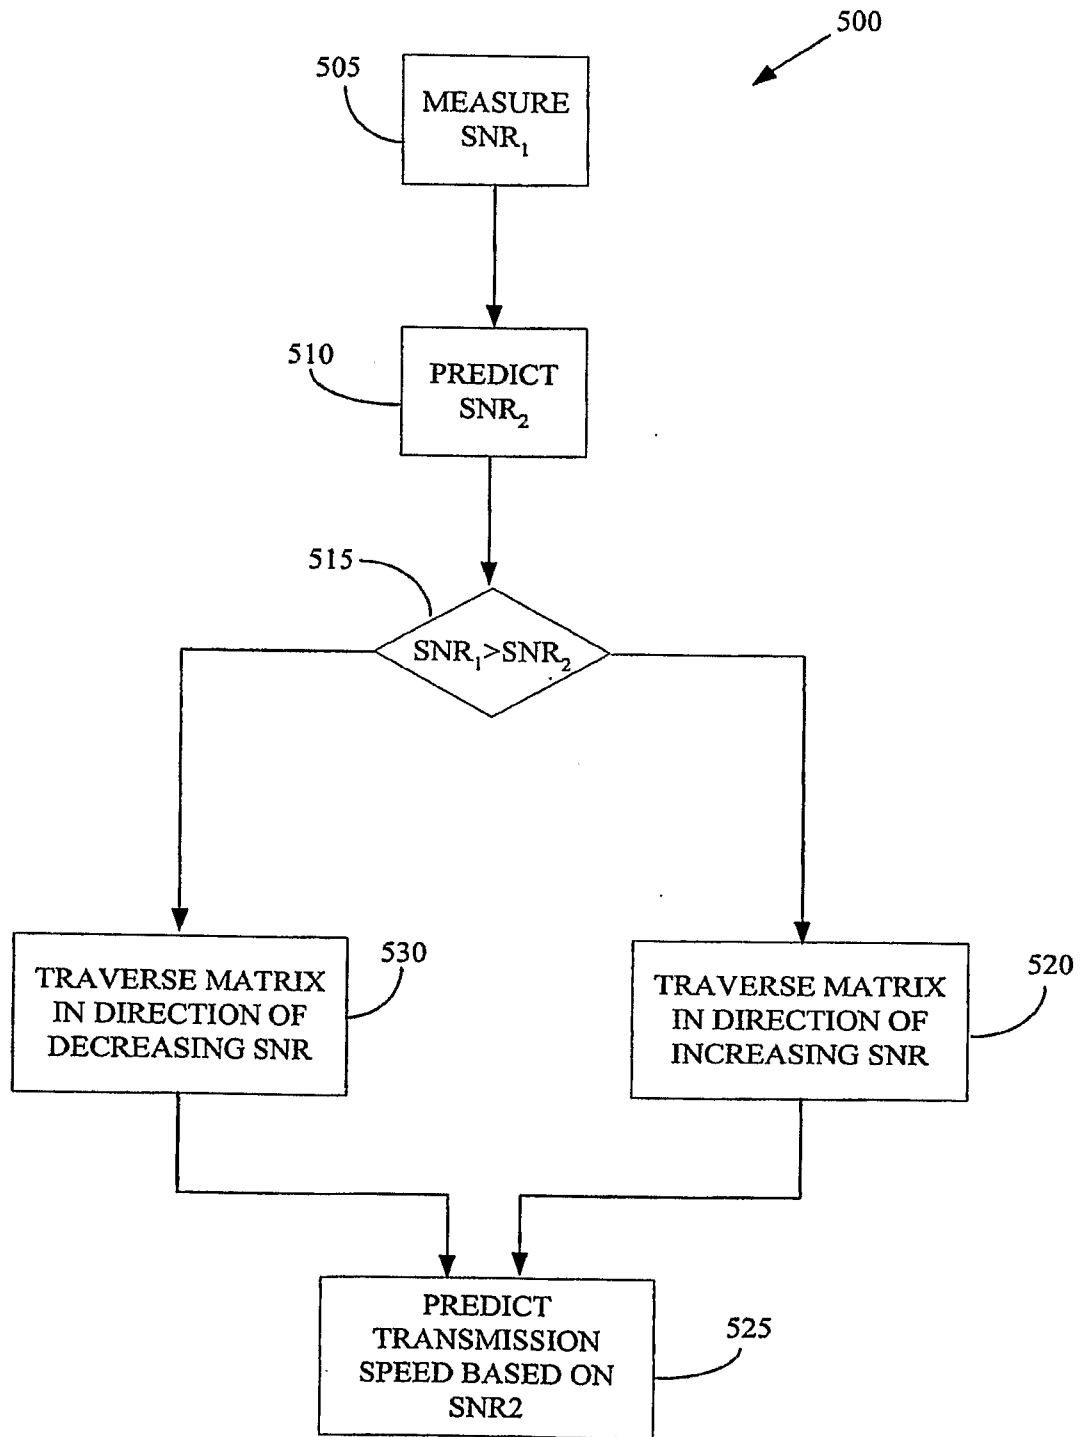 500
505
MEASURE
SNR₁
510
PREDICT
SNR₂
515
SNR₁>SNR₂
530
TRAVERSE MATRIX
IN DIRECTION OF
DECREASING SNR
520
TRAVERSE MATRIX
IN DIRECTION OF
INCREASING SNR
525
PREDICT
TRANSMISSION
SPEED BASED ON
SNR2